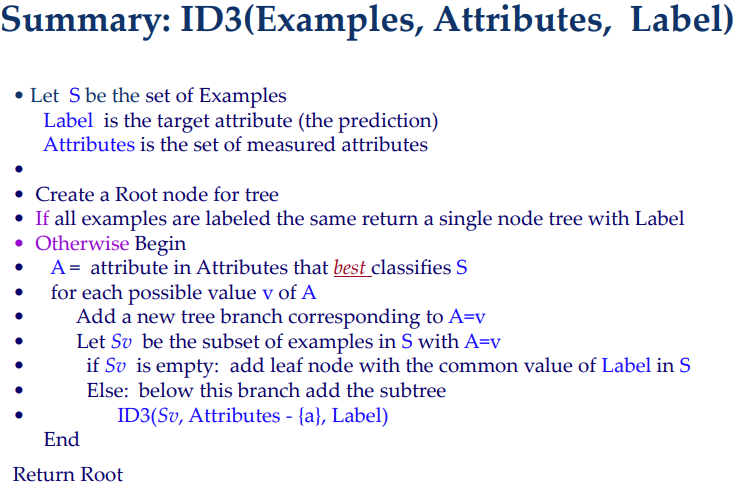 Summary: ID3(Examples, Attributes, Label)
• Let S be the set of Examples
Label is the target attribute (the prediction)
Attributes is the set of measured attributes
•
• Create a Root node for tree
• If all examples are labeled the same return a single node tree with Label
• Otherwise Begin
• A = attribute in Attributes that best classifies S
• for each possible value v of A
• Add a new tree branch corresponding to A=v
• Let Sv be the subset of examples in S with A=v
• if Sv is empty: add leaf node with the common value of Label in S
• Else: below this branch add the subtree
• ID3(Sv, Attributes - {a}, Label)
End
Return Root